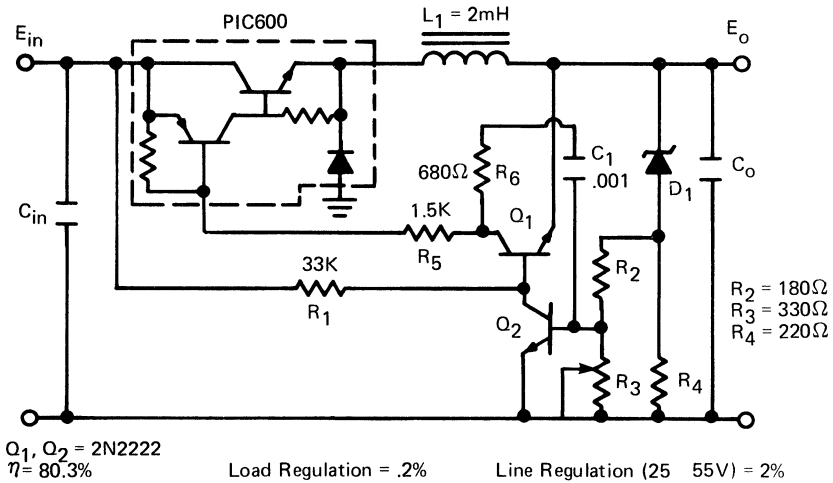 PIC600
L1 = 2mH
Ein
Eo
680Ω
R6
C1
.001
D1
Co
Cin
1.5K
R5
Q1
33K
R1
Q2
R2
R3
R4
R2 = 180Ω
R3 = 330Ω
R4 = 220Ω
Q1, Q2 = 2N2222
η = 80.3%
Load Regulation = .2%
Line Regulation (25 55V) = 2%